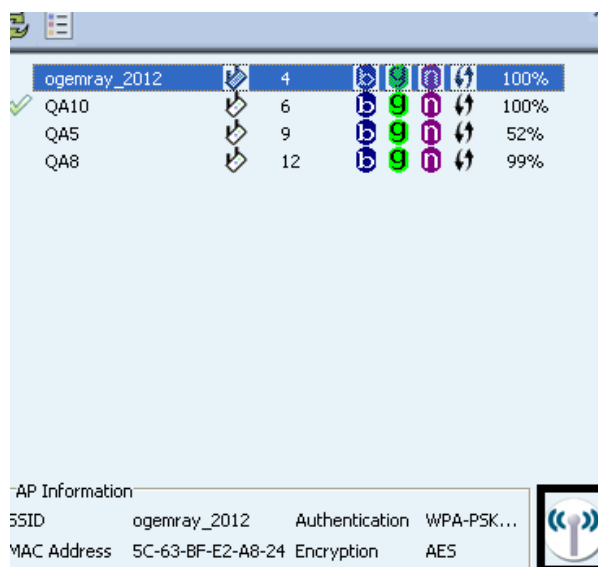 ogemray_2012 4 b g n 100%
QA10 6 b g n 100%
QA5 9 b g n 52%
QA8 12 b g n 99%
AP Information
SSID ogemray_2012 Authentication WPA-PSK...
MAC Address 5C-63-BF-E2-A8-24 Encryption AES